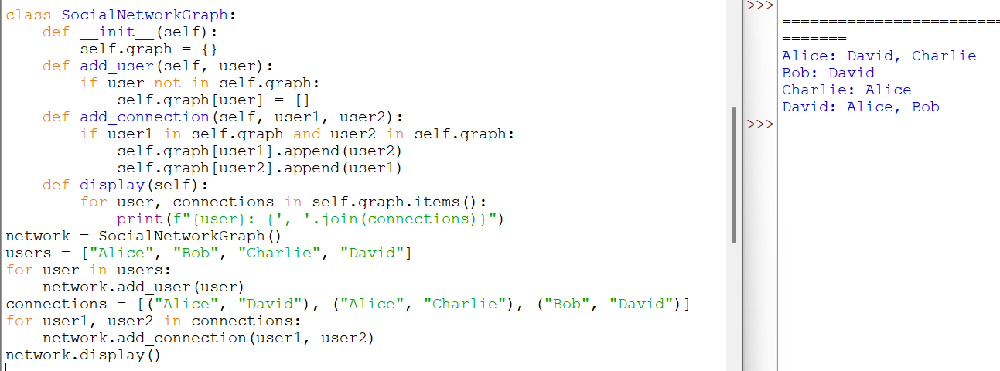 class SocialNetworkGraph:
    def __init__(self):
        self.graph = {}
    def add_user(self, user):
        if user not in self.graph:
            self.graph[user] = []
    def add_connection(self, user1, user2):
        if user1 in self.graph and user2 in self.graph:
            self.graph[user1].append(user2)
            self.graph[user2].append(user1)
    def display(self):
        for user, connections in self.graph.items():
            print(f"{user}: {', '.join(connections)}")
network = SocialNetworkGraph()
users = ["Alice", "Bob", "Charlie", "David"]
for user in users:
    network.add_user(user)
connections = [("Alice", "David"), ("Alice", "Charlie"), ("Bob", "David")]
for user1, user2 in connections:
    network.add_connection(user1, user2)
network.display()
>>>
========================
=======
Alice: David, Charlie
Bob: David
Charlie: Alice
David: Alice, Bob
>>>